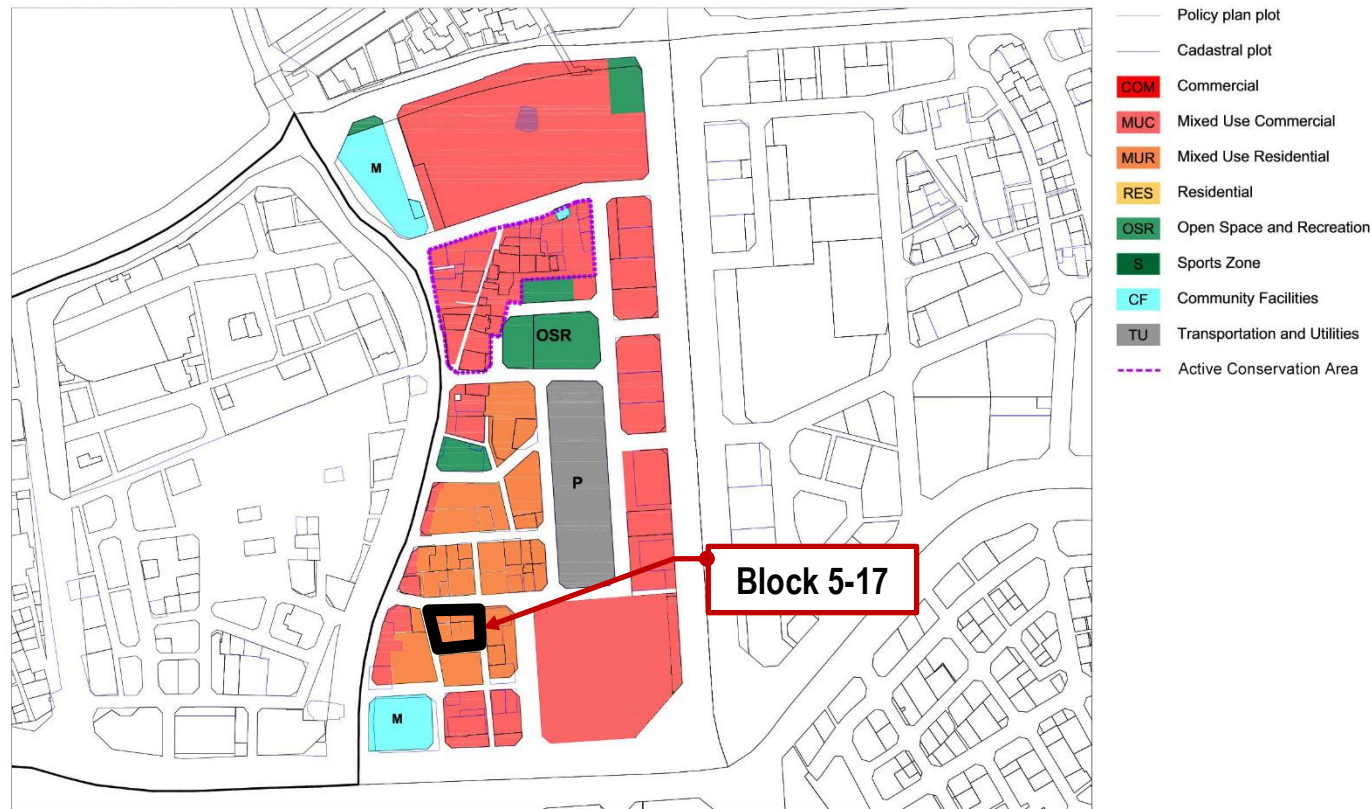 Policy plan plot
Cadastral plot
COM Commercial
MUC Mixed Use Commercial
MUR Mixed Use Residential
RES Residential
OSR Open Space and Recreation
S Sports Zone
CF Community Facilities
TU Transportation and Utilities
Active Conservation Area
M
OSR
P
Block 5-17
M